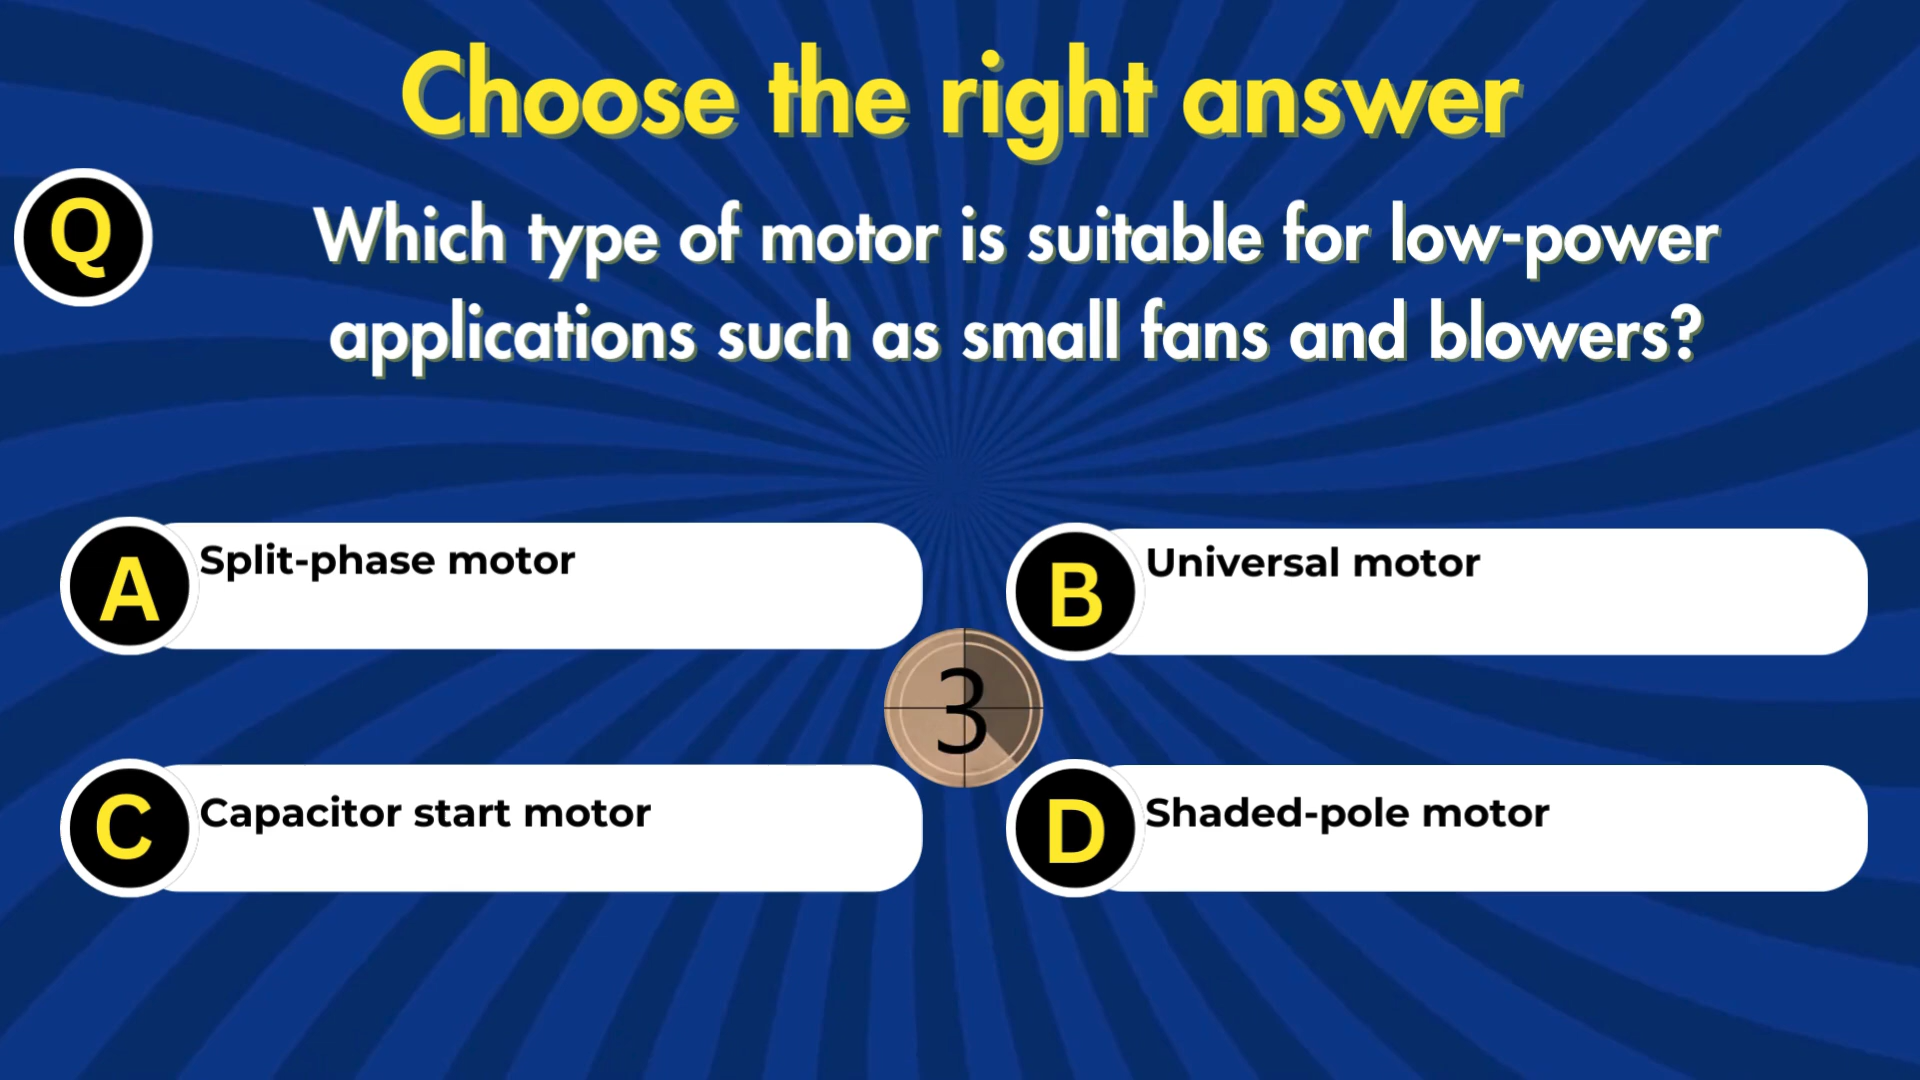 Choose the right answer
Q
Which type of motor is suitable for low-power
applications such as small fans and blowers?
A
Split-phase motor
B
Universal motor
3
C
Capacitor start motor
D
Shaded-pole motor